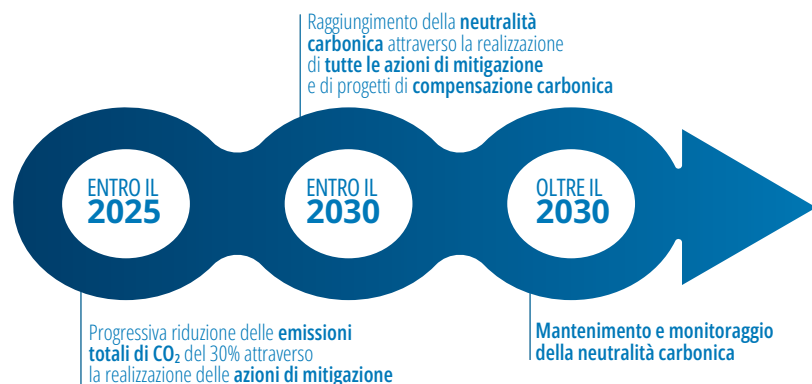 Raggiungimento della neutralità
carbonica attraverso la realizzazione
di tutte le azioni di mitigazione
e di progetti di compensazione carbonica
ENTRO IL
2025
ENTRO IL
2030
OLTRE IL
2030
Progressiva riduzione delle emissioni
totali di CO₂ del 30% attraverso
la realizzazione delle azioni di mitigazione
Mantenimento e monitoraggio
della neutralità carbonica